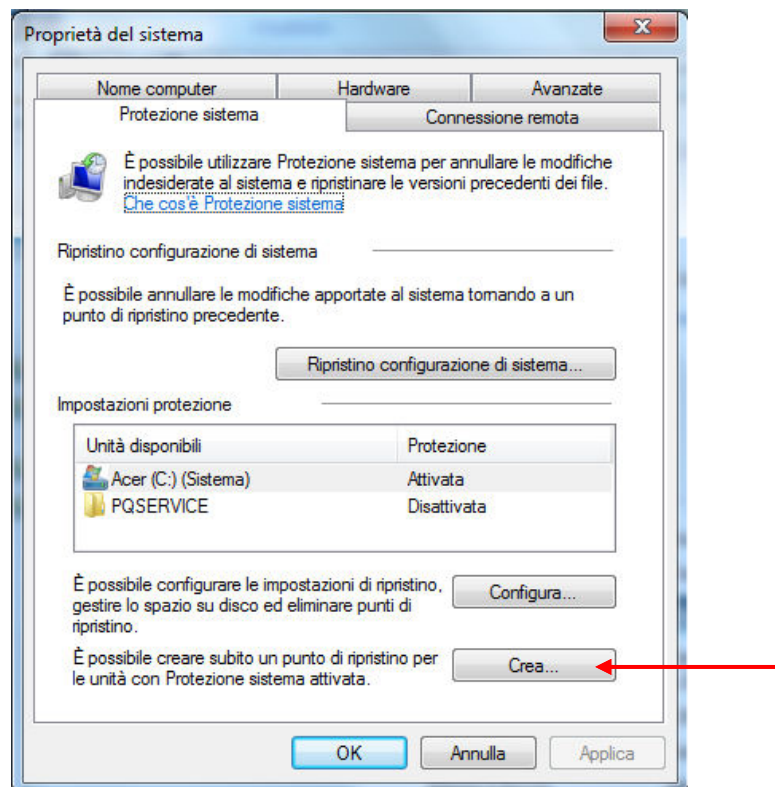 Proprietà del sistema
Nome computer
Hardware
Avanzate
Protezione sistema
Connessione remota
È possibile utilizzare Protezione sistema per annullare le modifiche
indesiderate al sistema e ripristinare le versioni precedenti dei file.
Che cos'è Protezione sistema
Ripristino configurazione di sistema
È possibile annullare le modifiche apportate al sistema tornando a un
punto di ripristino precedente.
Ripristino configurazione di sistema...
Impostazioni protezione
Unità disponibili Protezione
Acer (C:) (Sistema) Attivata
PQSERVICE Disattivata
È possibile configurare le impostazioni di ripristino,
gestire lo spazio su disco ed eliminare punti di
ripristino.
Configura...
È possibile creare subito un punto di ripristino per
le unità con Protezione sistema attivata.
Crea...
OK
Annulla
Applica